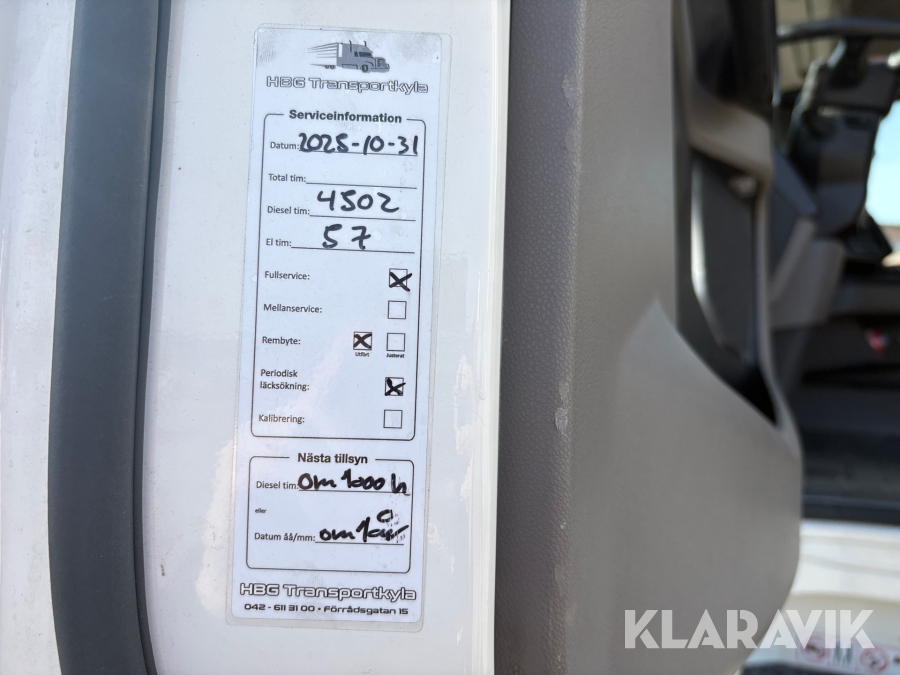 HBG Transportkyla
Serviceinformation
Datum: 2025-10-31
Total tim:
Diesel tim: 4502
El tim: 57
Fullservice:
Mellanservice:
Rembyte:
Utfört Justerat
Periodisk
läcksökning:
Kalibrering:
Nästa tillsyn
Diesel tim: om 1000 h
eller
Datum åå/mm: om 1 år
HBG Transportkyla
042 - 611 31 00 • Förrådsgatan 15
KLARAVIK